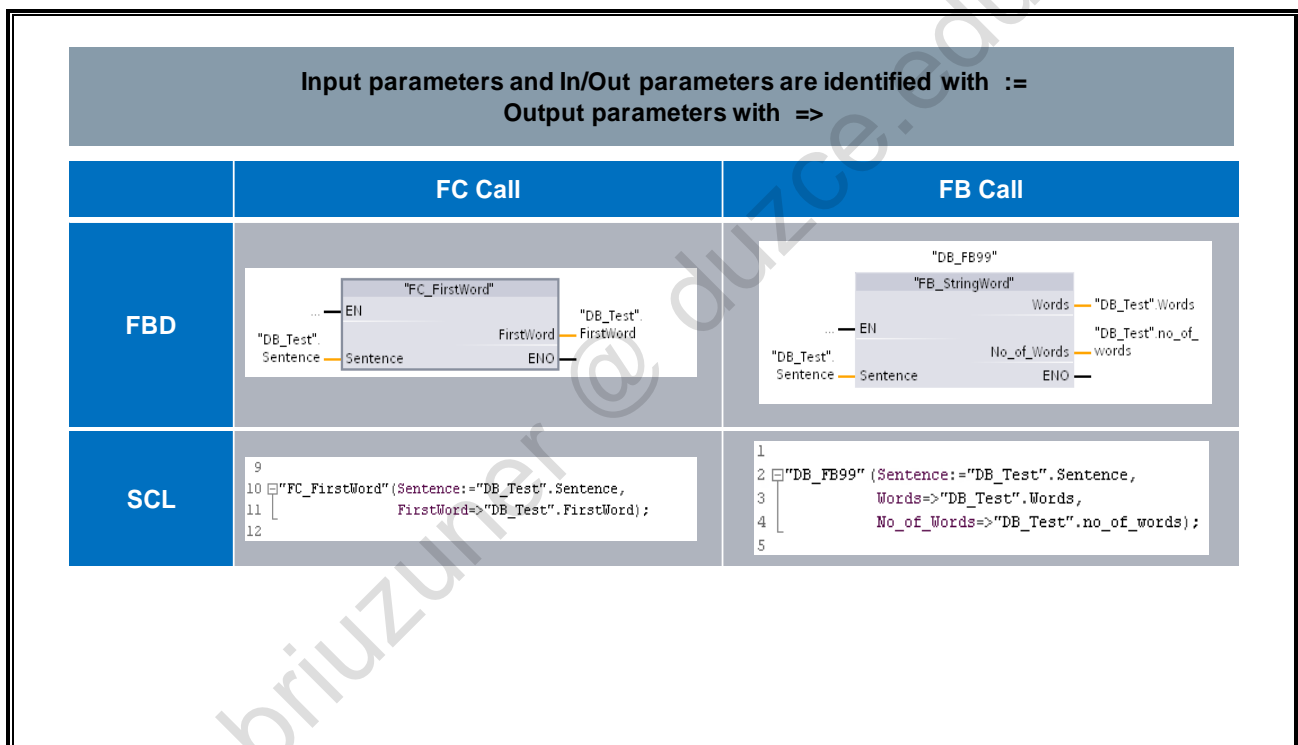 Input parameters and In/Out parameters are identified with :=
Output parameters with =>
FC Call
FB Call
FBD
"FC_FirstWord"
... EN
"DB_Test".
Sentence
Sentence
FirstWord
"DB_Test".
FirstWord
ENO
"DB_FB99"
"FB_StringWord"
Words
"DB_Test".Words
... EN
No_of_Words
"DB_Test".no_of_
words
"DB_Test".
Sentence
Sentence
ENO
SCL
9
10 "FC_FirstWord"(Sentence:="DB_Test".Sentence,
11 FirstWord=>"DB_Test".FirstWord);
12
1
2 "DB_FB99"(Sentence:="DB_Test".Sentence,
3 Words=>"DB_Test".Words,
4 No_of_Words=>"DB_Test".no_of_words);
5
briuzuner @ duzce.edu